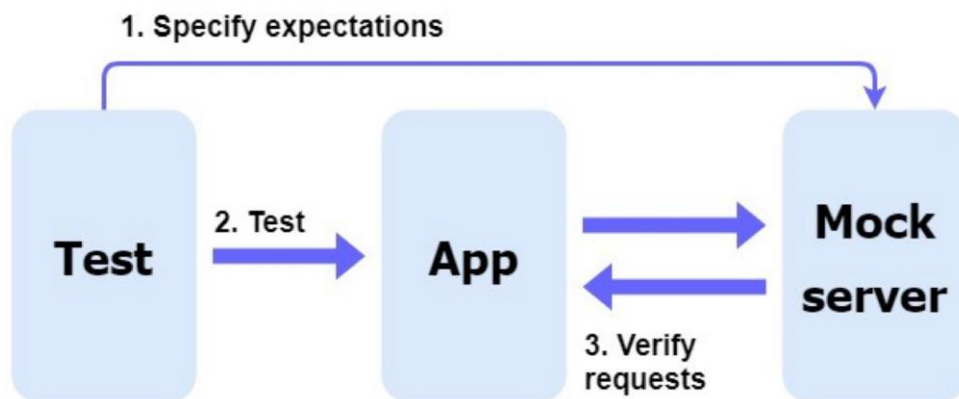 1. Specify expectations
Test
2. Test
App
3. Verify
requests
Mock
server